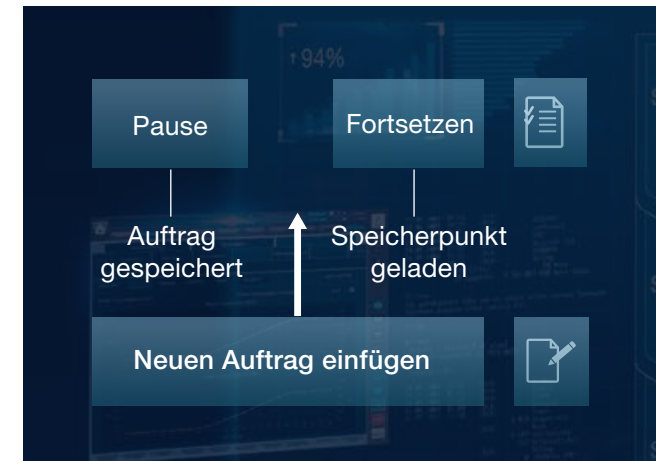 ↑94%
Pause
Fortsetzen
Auftrag
gespeichert
Speicherpunkt
geladen
Neuen Auftrag einfügen